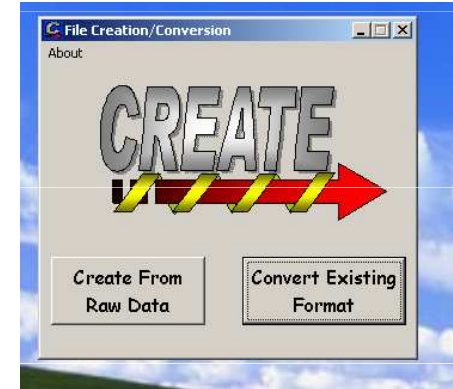 File Creation/Conversion
About
CREATE
Create From
Raw Data
Convert Existing
Format